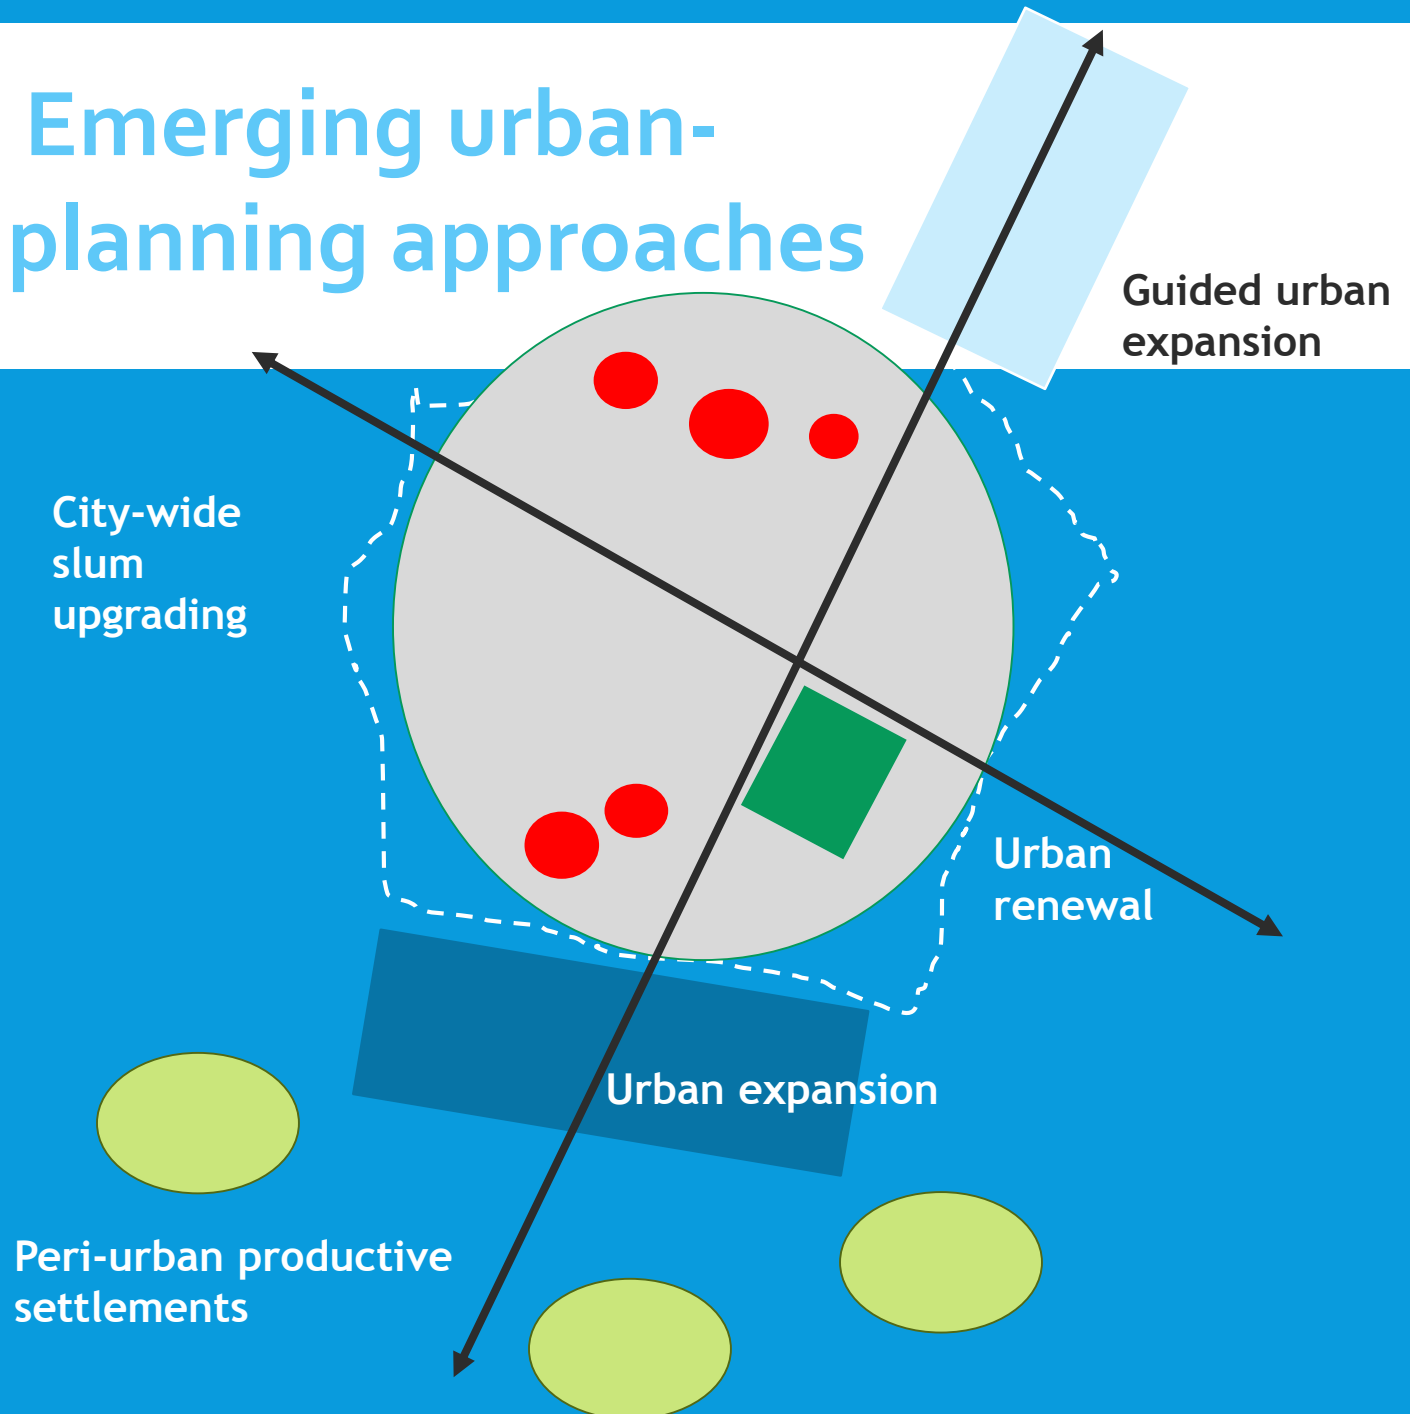 Emerging urban-
planning approaches
Guided urban
expansion
City-wide
slum
upgrading
Urban
renewal
Urban expansion
Peri-urban productive
settlements